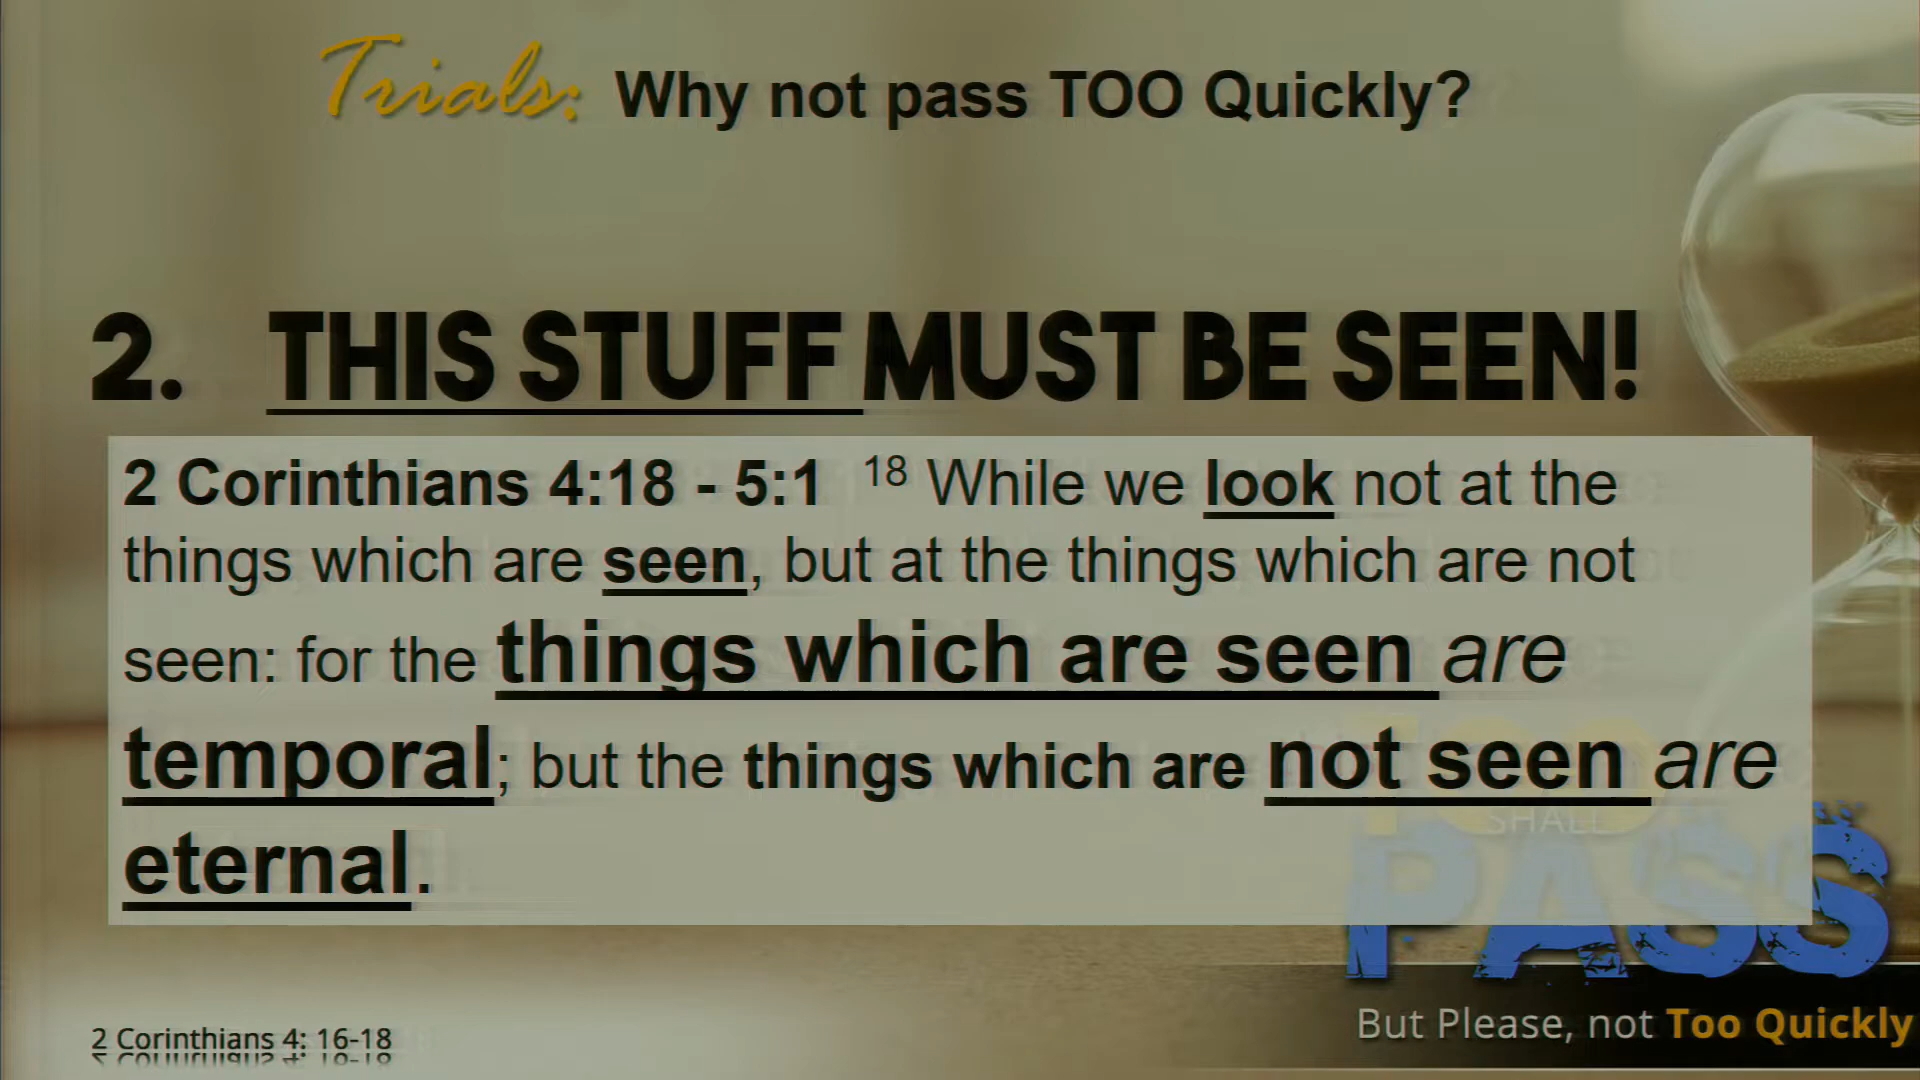 Trials: Why not pass TOO Quickly?
2. THIS STUFF MUST BE SEEN!
2 Corinthians 4:18 - 5:1 18 While we look not at the
things which are seen, but at the things which are not
seen: for the things which are seen are
temporal; but the things which are not seen are
eternal.
TOO
SHALL
PASS
But Please, not Too Quickly
2 Corinthians 4: 16-18